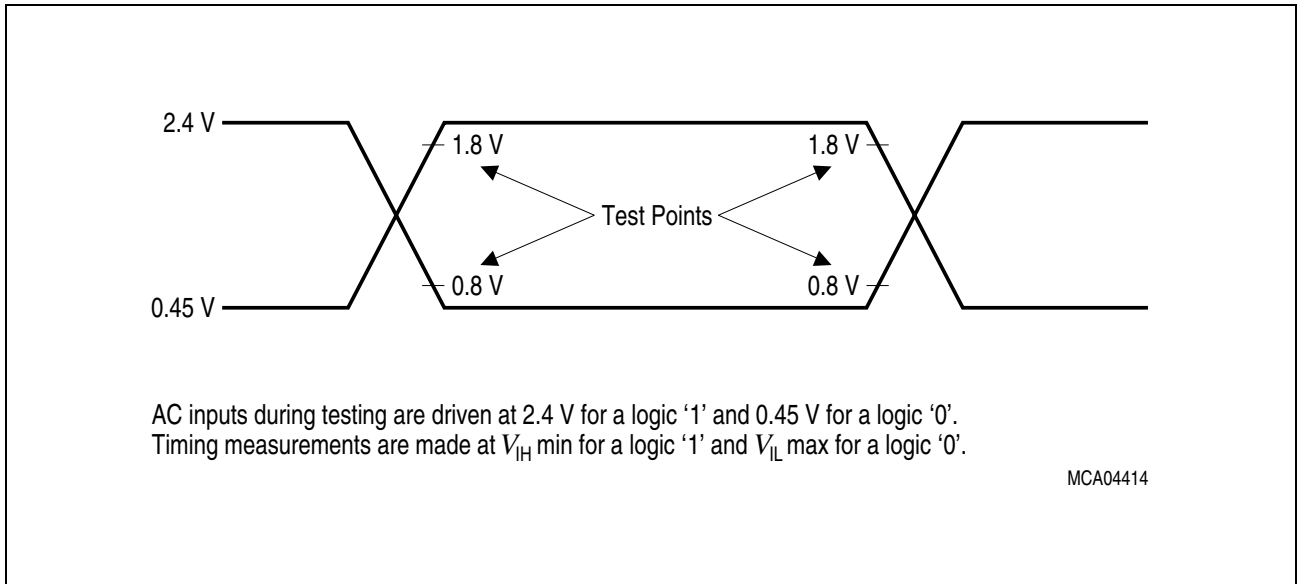 2.4 V
1.8 V
1.8 V
Test Points
0.8 V
0.8 V
0.45 V
AC inputs during testing are driven at 2.4 V for a logic ‘1’ and 0.45 V for a logic ‘0’.
Timing measurements are made at VIH min for a logic ‘1’ and VIL max for a logic ‘0’.
MCA04414